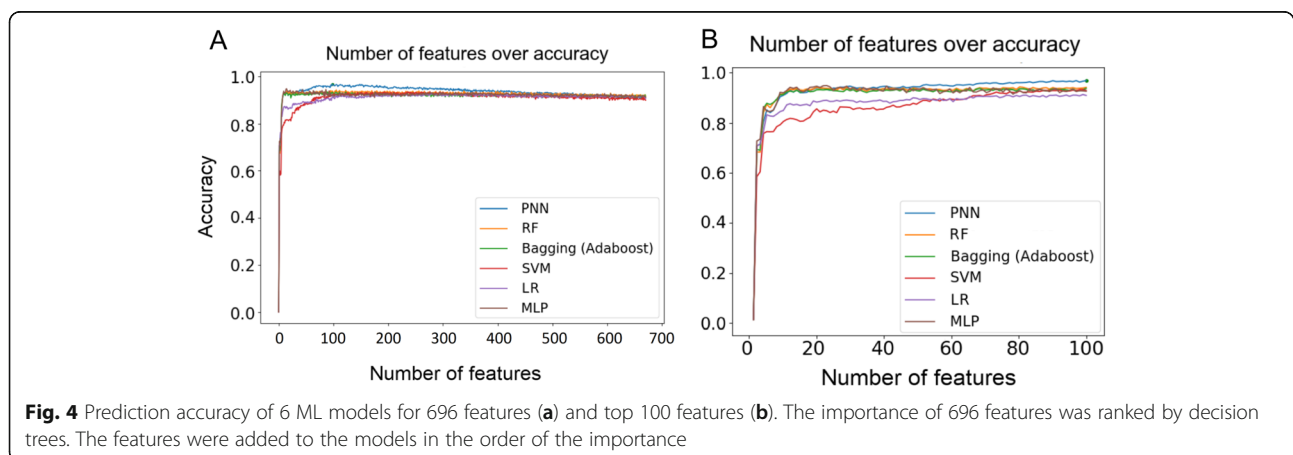 A
Number of features over accuracy
1.0
0.8
0.6
0.4
0.2
0.0
Accuracy
PNN
RF
Bagging (Adaboost)
SVM
LR
MLP
0 100 200 300 400 500 600 700
Number of features
B
Number of features over accuracy
1.0
0.8
0.6
0.4
0.2
0.0
PNN
RF
Bagging (Adaboost)
SVM
LR
MLP
0 20 40 60 80 100
Number of features
Fig. 4 Prediction accuracy of 6 ML models for 696 features (a) and top 100 features (b). The importance of 696 features was ranked by decision
trees. The features were added to the models in the order of the importance